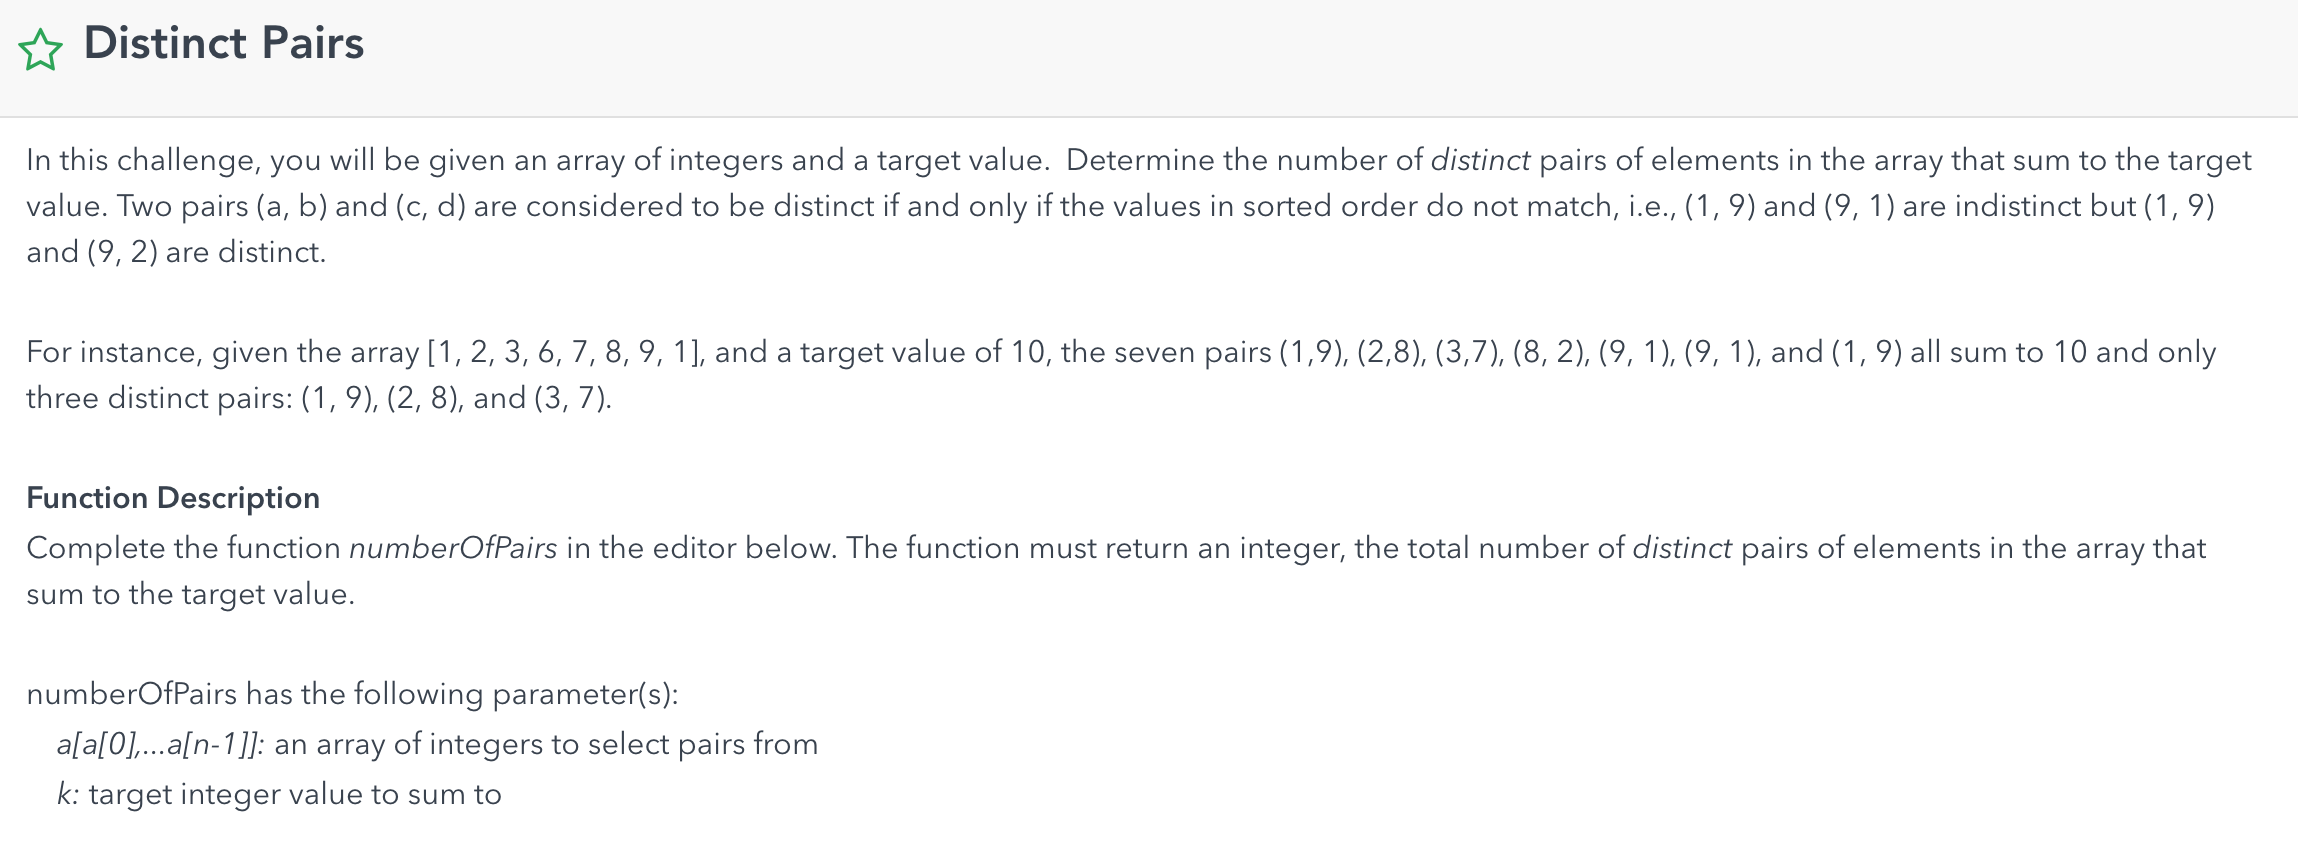 Distinct Pairs
In this challenge, you will be given an array of integers and a target value.  Determine the number of distinct pairs of elements in the array that sum to the target
value. Two pairs (a, b) and (c, d) are considered to be distinct if and only if the values in sorted order do not match, i.e., (1, 9) and (9, 1) are indistinct but (1, 9)
and (9, 2) are distinct.
For instance, given the array [1, 2, 3, 6, 7, 8, 9, 1], and a target value of 10, the seven pairs (1,9), (2,8), (3,7), (8, 2), (9, 1), (9, 1), and (1, 9) all sum to 10 and only
three distinct pairs: (1, 9), (2, 8), and (3, 7).
Function Description
Complete the function numberOfPairs in the editor below. The function must return an integer, the total number of distinct pairs of elements in the array that
sum to the target value.
numberOfPairs has the following parameter(s):
a[a[0],...a[n-1]]: an array of integers to select pairs from
k: target integer value to sum to